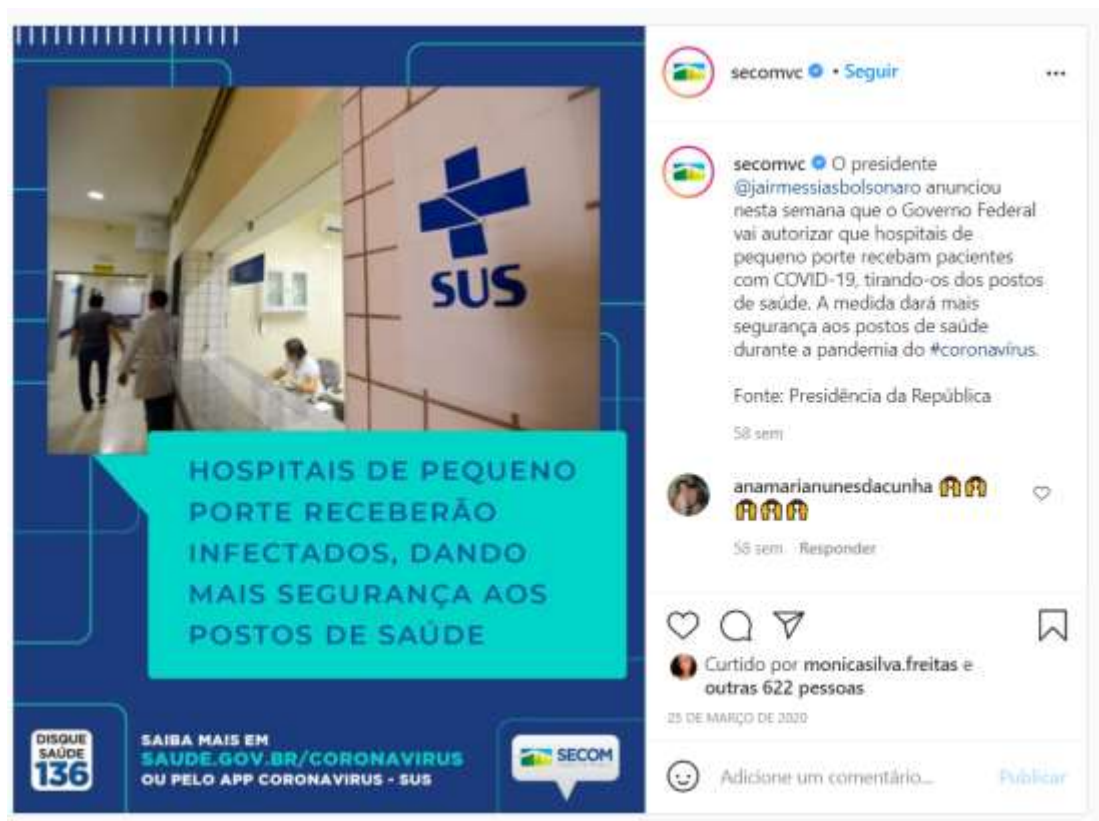 SUS
HOSPITAIS DE PEQUENO
PORTE RECEBERÃO
INFECTADOS, DANDO
MAIS SEGURANÇA AOS
POSTOS DE SAÚDE
DISQUE
SAÚDE
136
SAIBA MAIS EM
SAUDE.GOV.BR/CORONAVIRUS
OU PELO APP CORONAVIRUS - SUS
SECOM
secomvc • Seguir
secomvc O presidente
@jairmessiasbolsonaro anunciou
nesta semana que o Governo Federal
vai autorizar que hospitais de
pequeno porte recebam pacientes
com COVID-19, tirando-os dos postos
de saúde. A medida dará mais
segurança aos postos de saúde
durante a pandemia do #coronavírus.
Fonte: Presidência da República
58 sem
anamarianunesdacunha
58 sem Responder
Curtido por monicasilva.freitas e
outras 622 pessoas
25 DE MARÇO DE 2020
Adicione um comentário... Publicar